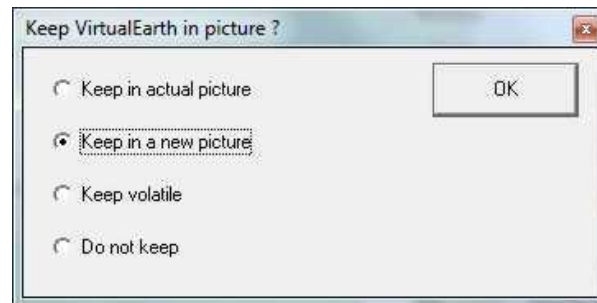 Keep VirtualEarth in picture ?
Keep in actual picture
OK
Keep in a new picture
Keep volatile
Do not keep